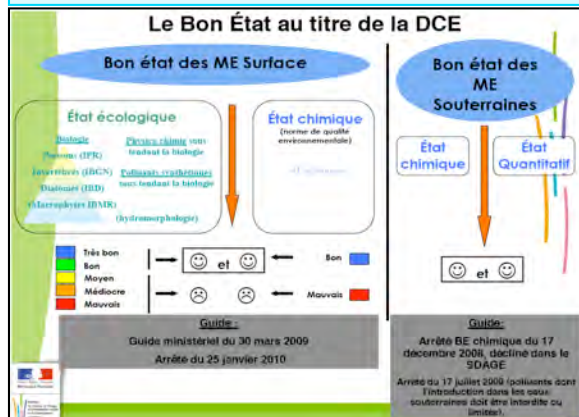 Le Bon État au titre de la DCE
Bon état des ME Surface
État écologique
Biologie
Poissons (IPR)
Invertébrés (IBGN)
Diatomée (IBD)
(Macrophytes IBMR)
Physico chimie sous
tendant la biologie
Polluants synthétiques
sous tendant la biologie
(hydromorphologie)
État chimique
(norme de qualité
environnementale)
Très bon
Bon
Moyen
Médiocre
Mauvais
et
Bon
Mauvais
Guide :
Guide ministériel du 30 mars 2009
Arrêté du 25 janvier 2010
Bon état des
ME
Souterraines
État
chimique
État
Quantitatif
et
Guide:
Arrêté BE chimique du 17
décembre 2008, décliné dans le
SDAGE
Arrêté du 17 juillet 2009 (polluants dont
l'introduction dans les eaux
souterraines doit être interdite ou
limitée).